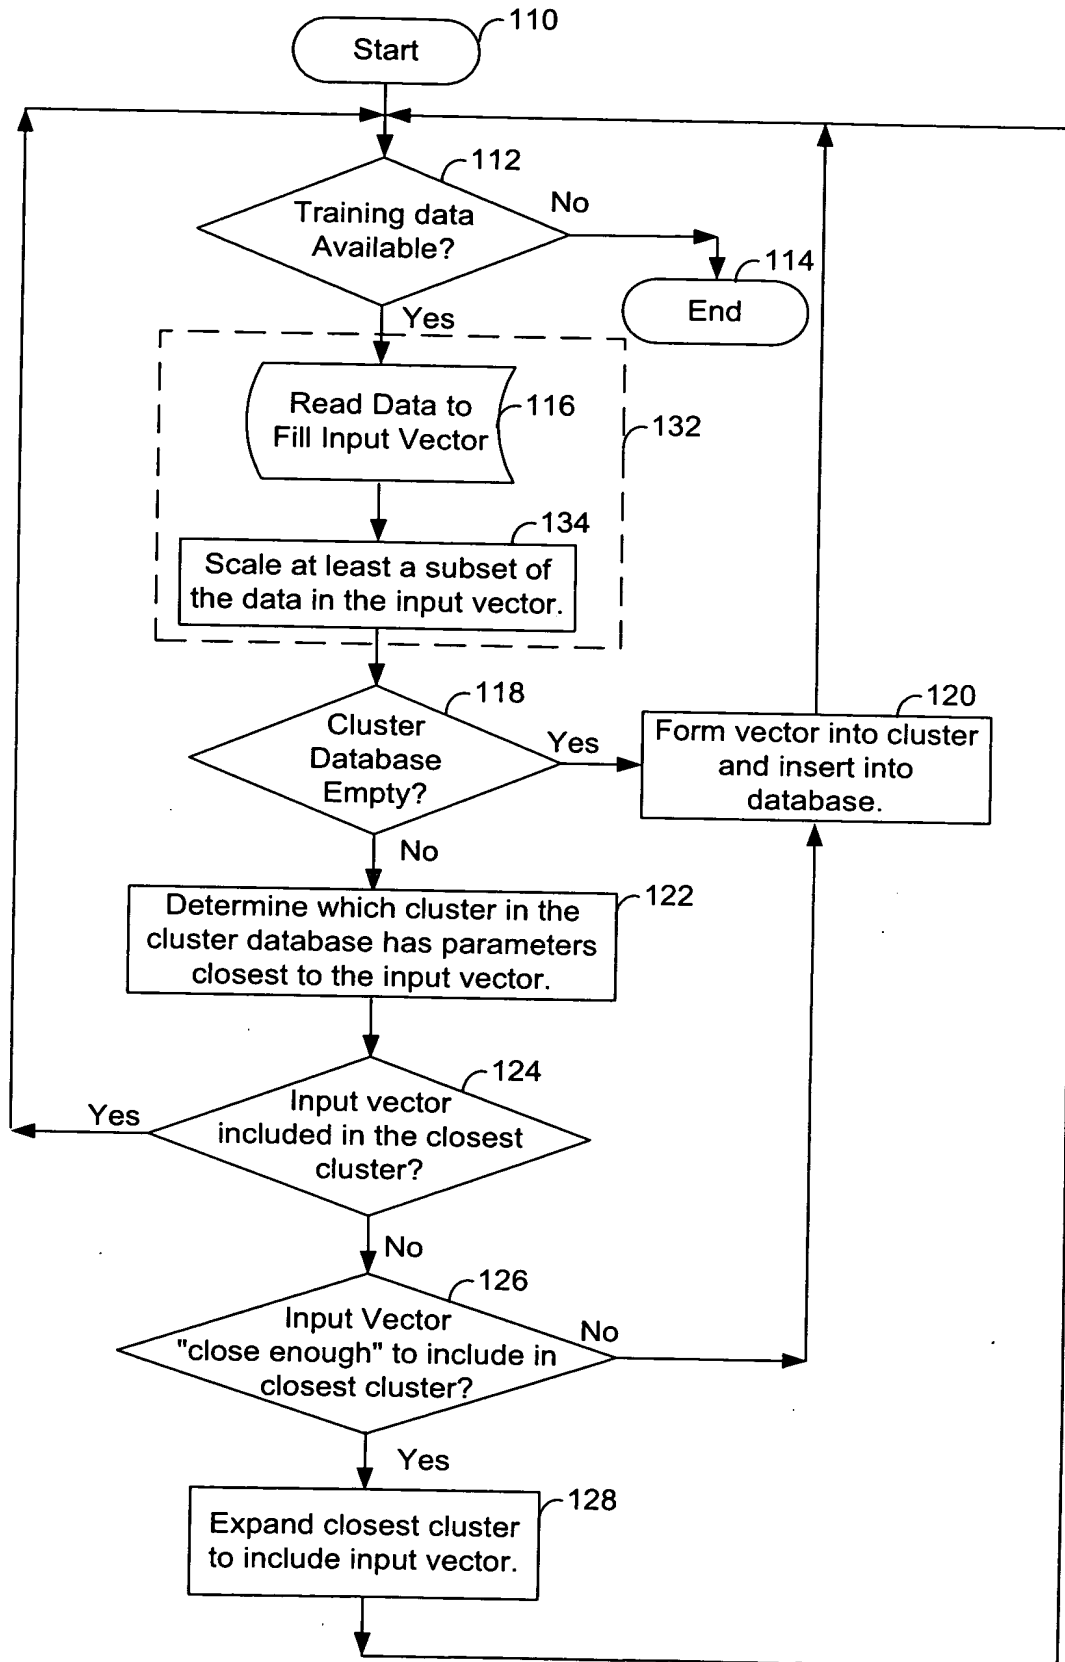 110
Start
112
Training data
Available?
No
114
End
Yes
Read Data to
Fill Input Vector
116
132
134
Scale at least a subset of
the data in the input vector.
118
Cluster
Database
Empty?
Yes
120
Form vector into cluster
and insert into
database.
No
122
Determine which cluster in the
cluster database has parameters
closest to the input vector.
124
Input vector
included in the closest
cluster?
Yes
No
126
Input Vector
"close enough" to include in
closest cluster?
No
Yes
128
Expand closest cluster
to include input vector.